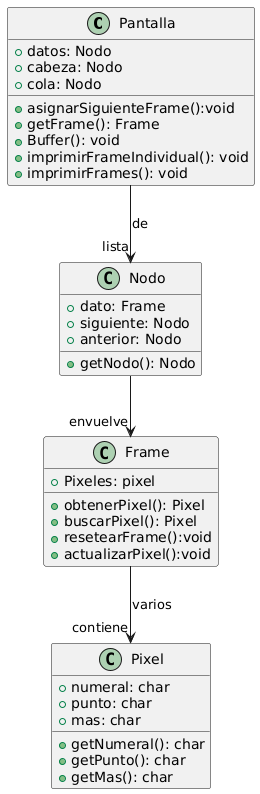 C Pantalla
datos: Nodo
cabeza: Nodo
cola: Nodo
asignarSiguienteFrame():void
getFrame(): Frame
Buffer(): void
imprimirFrameIndividual(): void
imprimirFrames(): void
de
lista
C Nodo
dato: Frame
siguiente: Nodo
anterior: Nodo
getNodo(): Nodo
envuelve
C Frame
Pixeles: pixel
obtenerPixel(): Pixel
buscarPixel(): Pixel
resetearFrame():void
actualizarPixel():void
varios
contiene
C Pixel
numeral: char
punto: char
mas: char
getNumeral(): char
getPunto(): char
getMas(): char